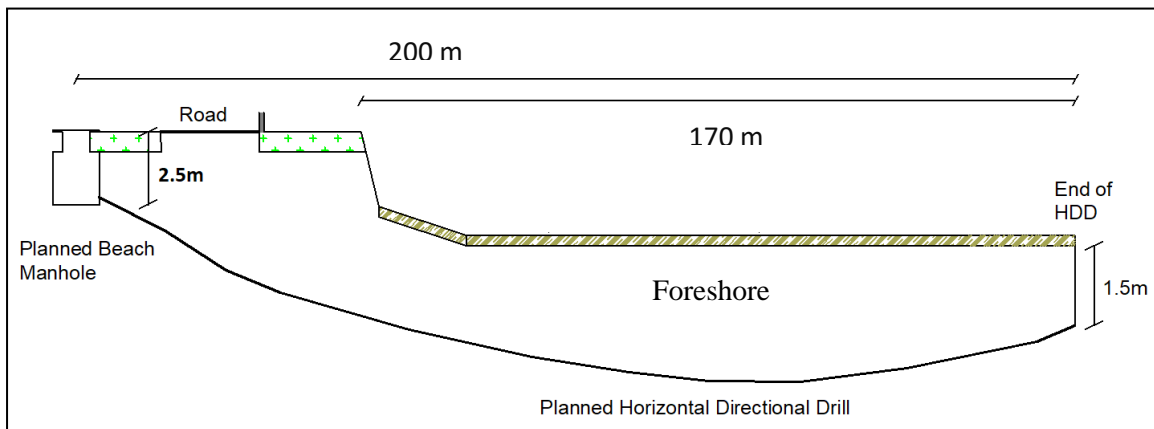 200 m
Road
170 m
2.5m
End of
HDD
Planned Beach
Manhole
Foreshore
1.5m
Planned Horizontal Directional Drill